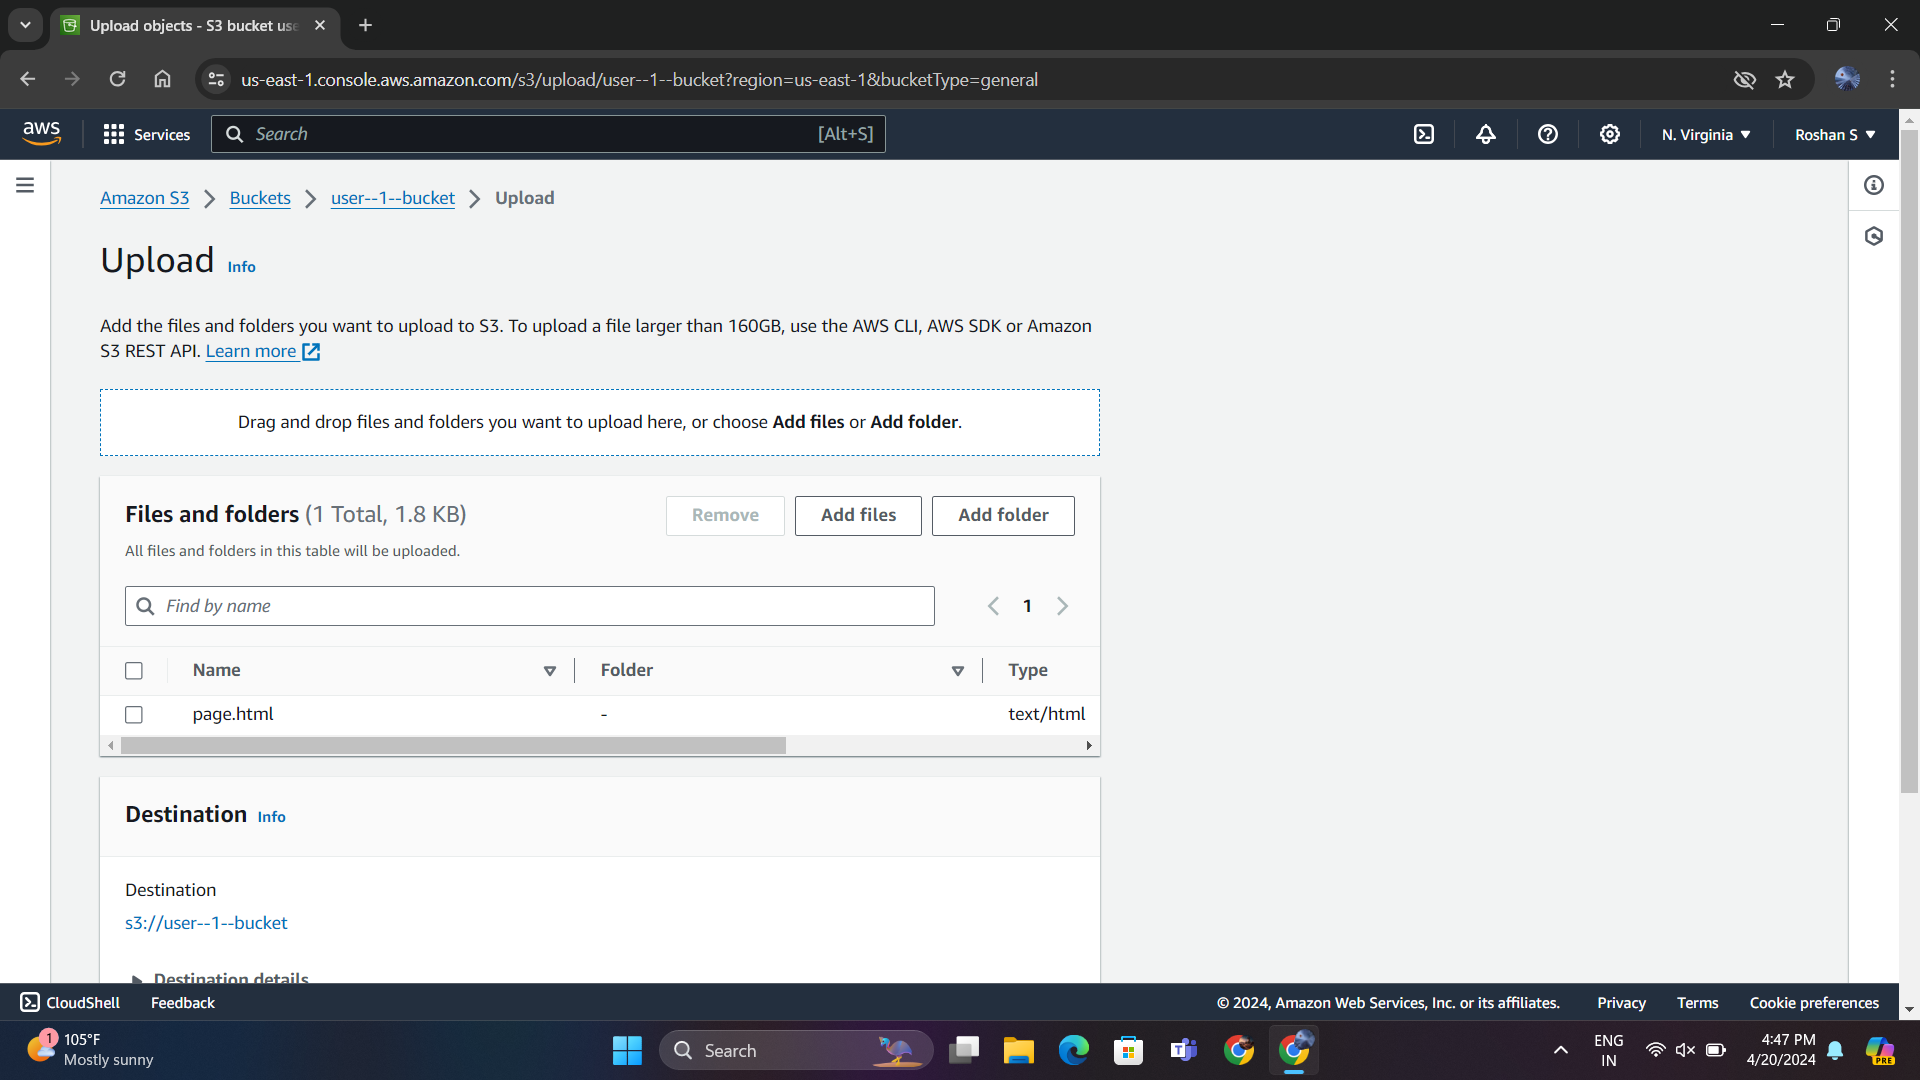 Upload objects - S3 bucket use
us-east-1.console.aws.amazon.com/s3/upload/user--1--bucket?region=us-east-1&bucketType=general
aws
Services
Search
[Alt+S]
N. Virginia
Roshan S
Amazon S3
Buckets
user--1--bucket
Upload
Upload Info
Add the files and folders you want to upload to S3. To upload a file larger than 160GB, use the AWS CLI, AWS SDK or Amazon
S3 REST API. Learn more
Drag and drop files and folders you want to upload here, or choose Add files or Add folder.
Files and folders (1 Total, 1.8 KB)
Remove
Add files
Add folder
All files and folders in this table will be uploaded.
Find by name
1
Name
Folder
Type
page.html
-
text/html
Destination Info
Destination
s3://user--1--bucket
Destination details
CloudShell
Feedback
© 2024, Amazon Web Services, Inc. or its affiliates.
Privacy
Terms
Cookie preferences
1
105°F
Mostly sunny
Search
ENG
IN
4:47 PM
4/20/2024
PRE